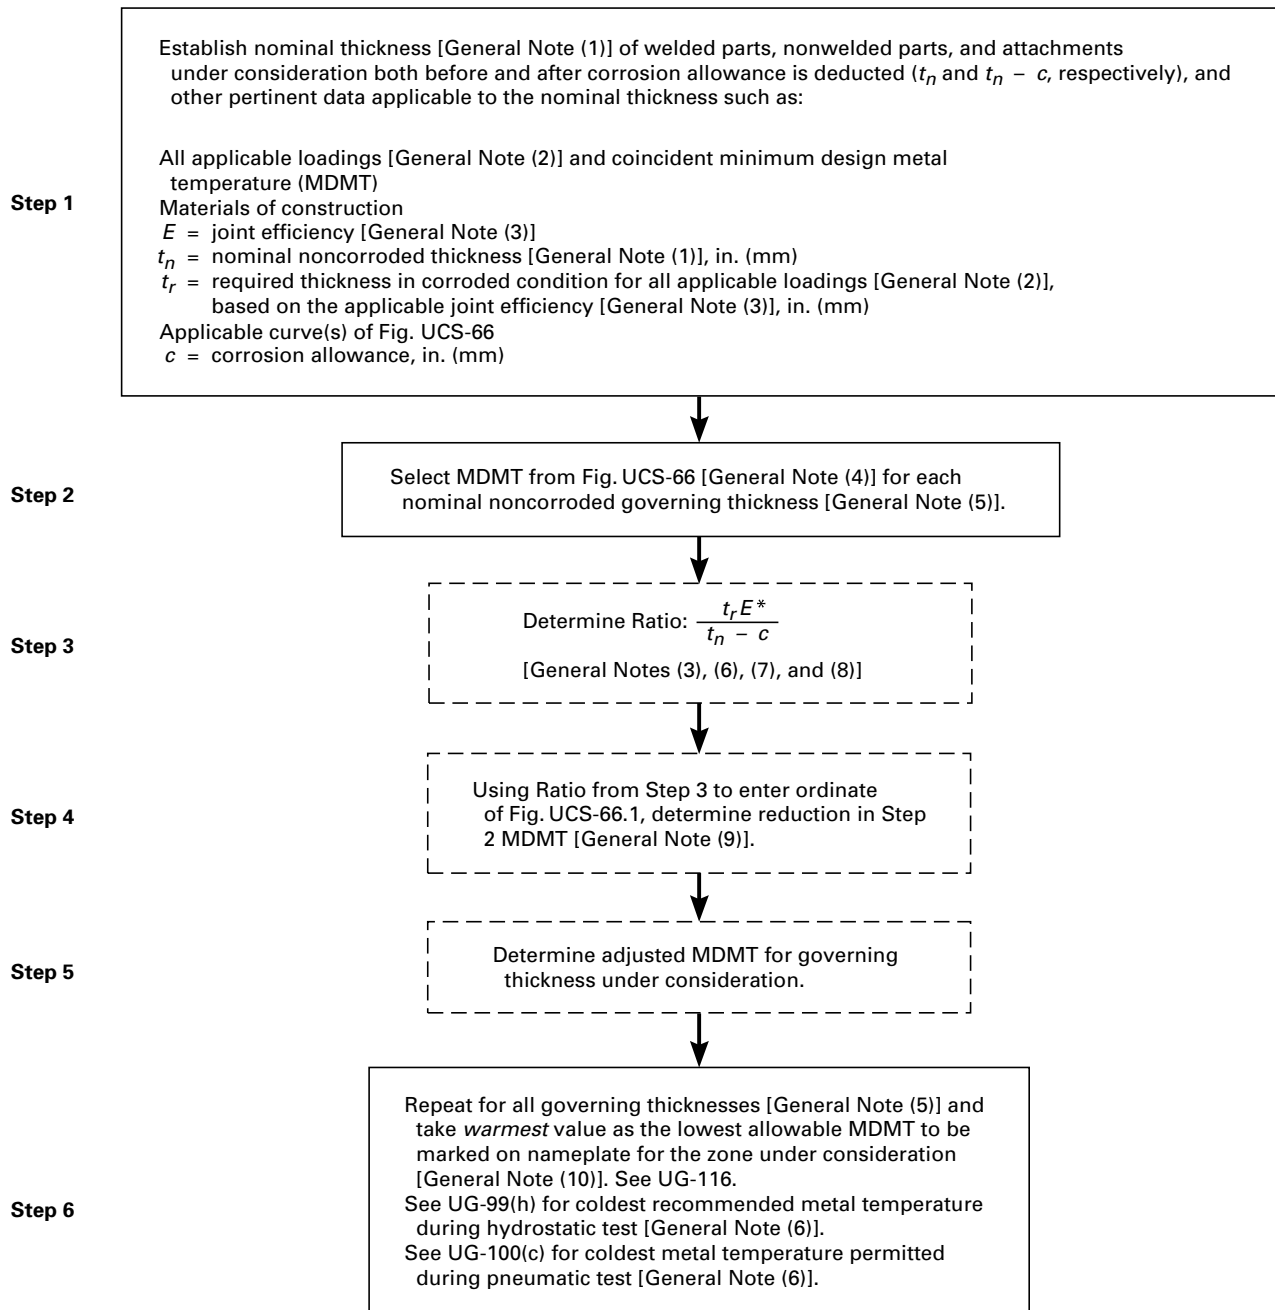 Establish nominal thickness [General Note (1)] of welded parts, nonwelded parts, and attachments
under consideration both before and after corrosion allowance is deducted (tn and tn – c, respectively), and
other pertinent data applicable to the nominal thickness such as:
All applicable loadings [General Note (2)] and coincident minimum design metal
temperature (MDMT)
Step 1
Materials of construction
E = joint efficiency [General Note (3)]
tn = nominal noncorroded thickness [General Note (1)], in. (mm)
tr = required thickness in corroded condition for all applicable loadings [General Note (2)],
based on the applicable joint efficiency [General Note (3)], in. (mm)
Applicable curve(s) of Fig. UCS-66
c = corrosion allowance, in. (mm)
Step 2
Select MDMT from Fig. UCS-66 [General Note (4)] for each
nominal noncorroded governing thickness [General Note (5)].
Step 3
Determine Ratio: tr E*
tn – c
[General Notes (3), (6), (7), and (8)]
Step 4
Using Ratio from Step 3 to enter ordinate
of Fig. UCS-66.1, determine reduction in Step
2 MDMT [General Note (9)].
Step 5
Determine adjusted MDMT for governing
thickness under consideration.
Step 6
Repeat for all governing thicknesses [General Note (5)] and
take warmest value as the lowest allowable MDMT to be
marked on nameplate for the zone under consideration
[General Note (10)]. See UG-116.
See UG-99(h) for coldest recommended metal temperature
during hydrostatic test [General Note (6)].
See UG-100(c) for coldest metal temperature permitted
during pneumatic test [General Note (6)].